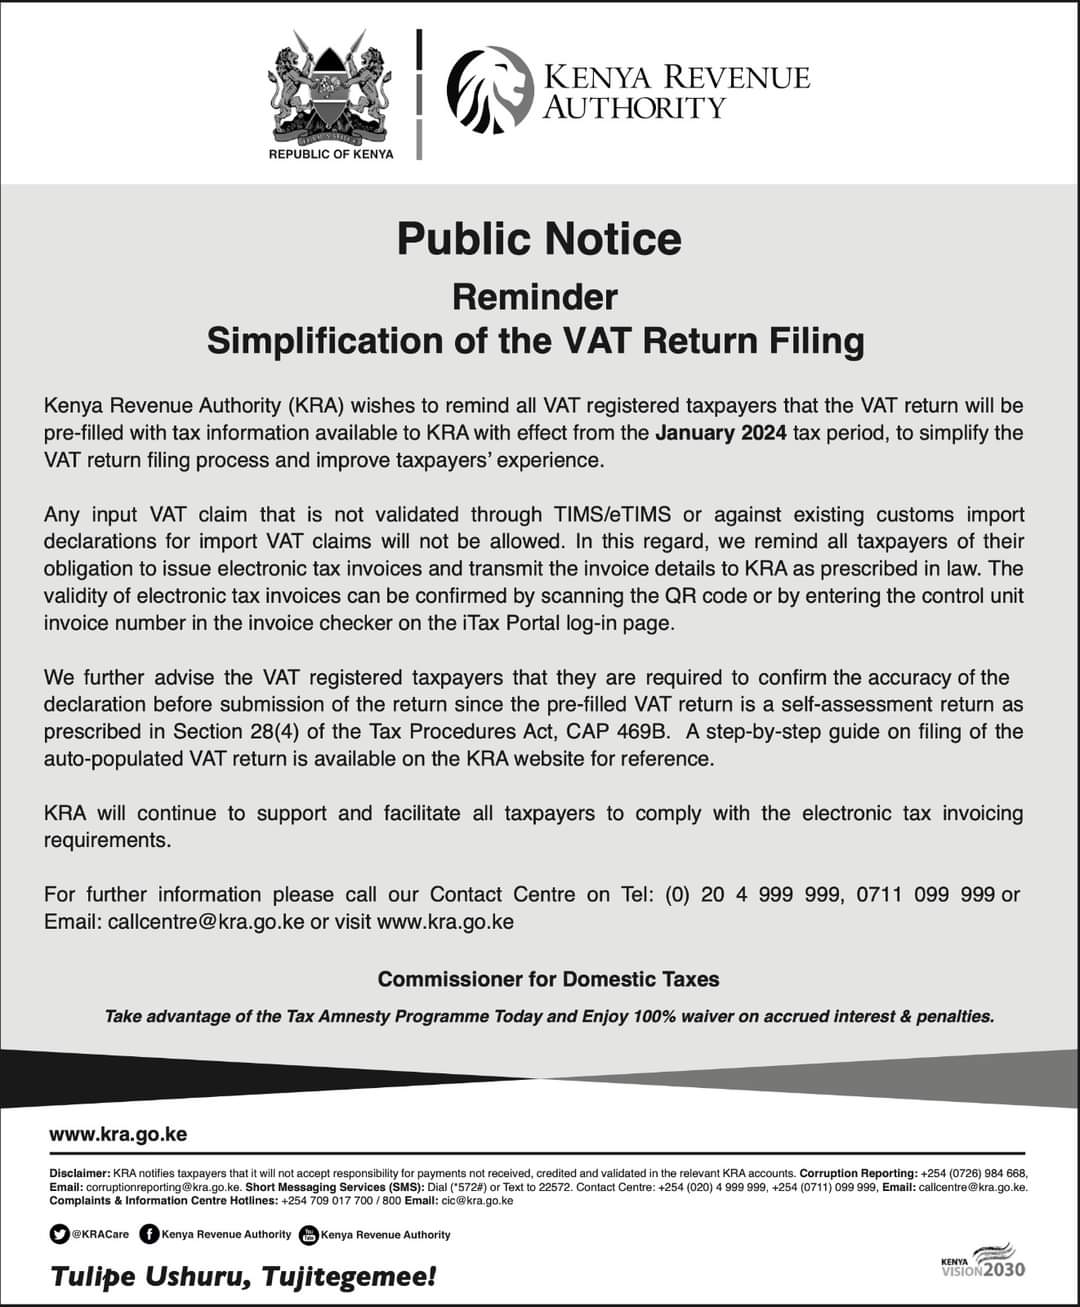 REPUBLIC OF KENYA
KENYA REVENUE
AUTHORITY
Public Notice
Reminder
Simplification of the VAT Return Filing
Kenya Revenue Authority (KRA) wishes to remind all VAT registered taxpayers that the VAT return will be
pre-filled with tax information available to KRA with effect from the January 2024 tax period, to simplify the
VAT return filing process and improve taxpayers' experience.
Any input VAT claim that is not validated through TIMS/eTIMS or against existing customs import
declarations for import VAT claims will not be allowed. In this regard, we remind all taxpayers of their
obligation to issue electronic tax invoices and transmit the invoice details to KRA as prescribed in law. The
validity of electronic tax invoices can be confirmed by scanning the QR code or by entering the control unit
invoice number in the invoice checker on the iTax Portal log-in page.
We further advise the VAT registered taxpayers that they are required to confirm the accuracy of the
declaration before submission of the return since the pre-filled VAT return is a self-assessment return as
prescribed in Section 28(4) of the Tax Procedures Act, CAP 469B. A step-by-step guide on filing of the
auto-populated VAT return is available on the KRA website for reference.
KRA will continue to support and facilitate all taxpayers to comply with the electronic tax invoicing
requirements.
For further information please call our Contact Centre on Tel: (0) 20 4 999 999, 0711 099 999 or
Email: callcentre@kra.go.ke or visit www.kra.go.ke
Commissioner for Domestic Taxes
Take advantage of the Tax Amnesty Programme Today and Enjoy 100% waiver on accrued interest & penalties.
www.kra.go.ke
Disclaimer: KRA notifies taxpayers that it will not accept responsibility for payments not received, credited and validated in the relevant KRA accounts. Corruption Reporting: +254 (0726) 984 668,
Email: corruptionreporting@kra.go.ke. Short Messaging Services (SMS): Dial (*572#) or Text to 22572. Contact Centre: +254 (020) 4 999 999, +254 (0711) 099 999, Email: callcentre@kra.go.ke.
Complaints & Information Centre Hotlines: +254 709 017 700 / 800 Email: cic@kra.go.ke
@KRACare Kenya Revenue Authority Kenya Revenue Authority
Tulipe Ushuru, Tujitegemee!
KENYA
VISION2030